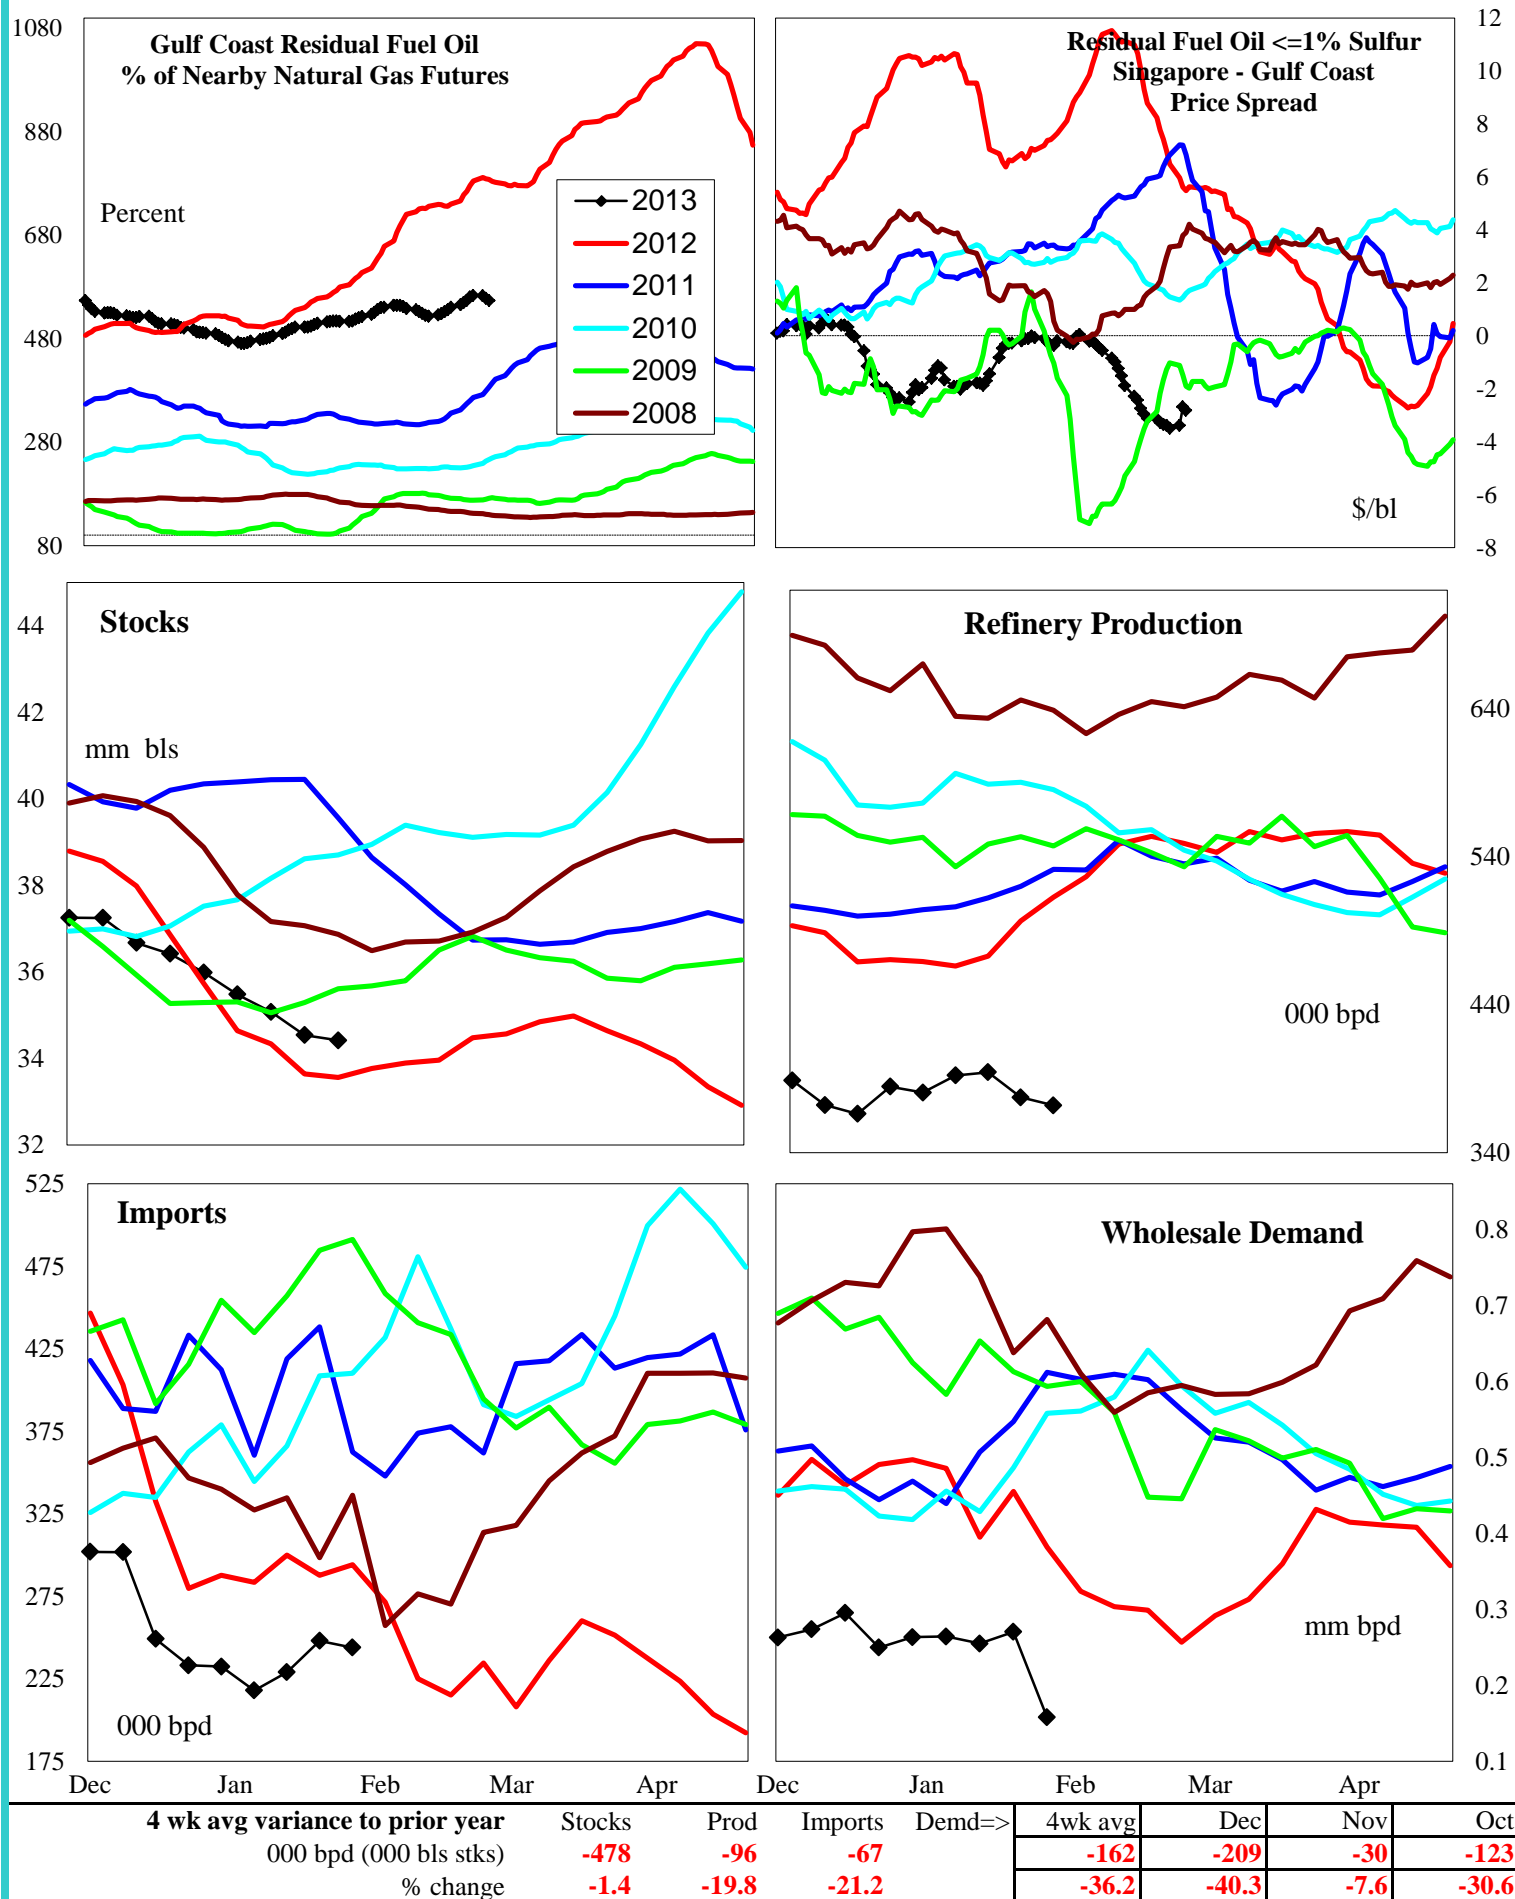 Gulf Coast Residual Fuel Oil
% of Nearby Natural Gas Futures
Percent
1080
880
680
480
280
80
2013
2012
2011
2010
2009
2008
Residual Fuel Oil <=1% Sulfur
Singapore - Gulf Coast
Price Spread
$/bl
12
10
8
6
4
2
0
-2
-4
-6
-8
Stocks
mm bls
44
42
40
38
36
34
32
Refinery Production
000 bpd
640
540
440
340
Imports
000 bpd
525
475
425
375
325
275
225
175
Dec Jan Feb Mar Apr
Wholesale Demand
mm bpd
0.8
0.7
0.6
0.5
0.4
0.3
0.2
0.1
Dec Jan Feb Mar Apr
4 wk avg variance to prior year Stocks Prod Imports Demd=> 4wk avg Dec Nov Oct
000 bpd (000 bls stks) -478 -96 -67 -162 -209 -30 -123
% change -1.4 -19.8 -21.2 -36.2 -40.3 -7.6 -30.6